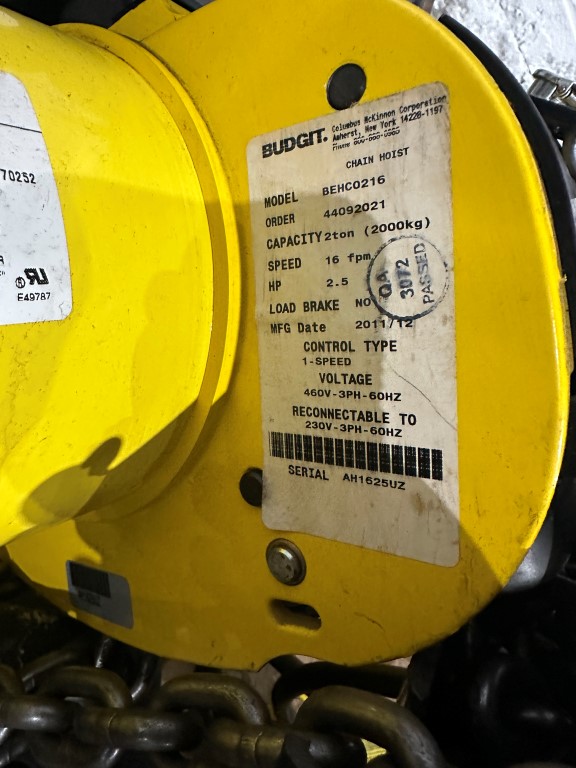 BUDGIT. Columbus McKinnon Corporation
Amherst, New York 14228-1197
CHAIN HOIST
MODEL BEHC0216
ORDER 44092021
CAPACITY 2ton (2000kg)
SPEED 16 fpm
HP 2.5
LOAD BRAKE NO
MFG Date 2011/12
CONTROL TYPE
1-SPEED
VOLTAGE
460V-3PH-60HZ
RECONNECTABLE TO
230V-3PH-60HZ
SERIAL AH1625UZ
QA
3072
PASSED
70252
E49787